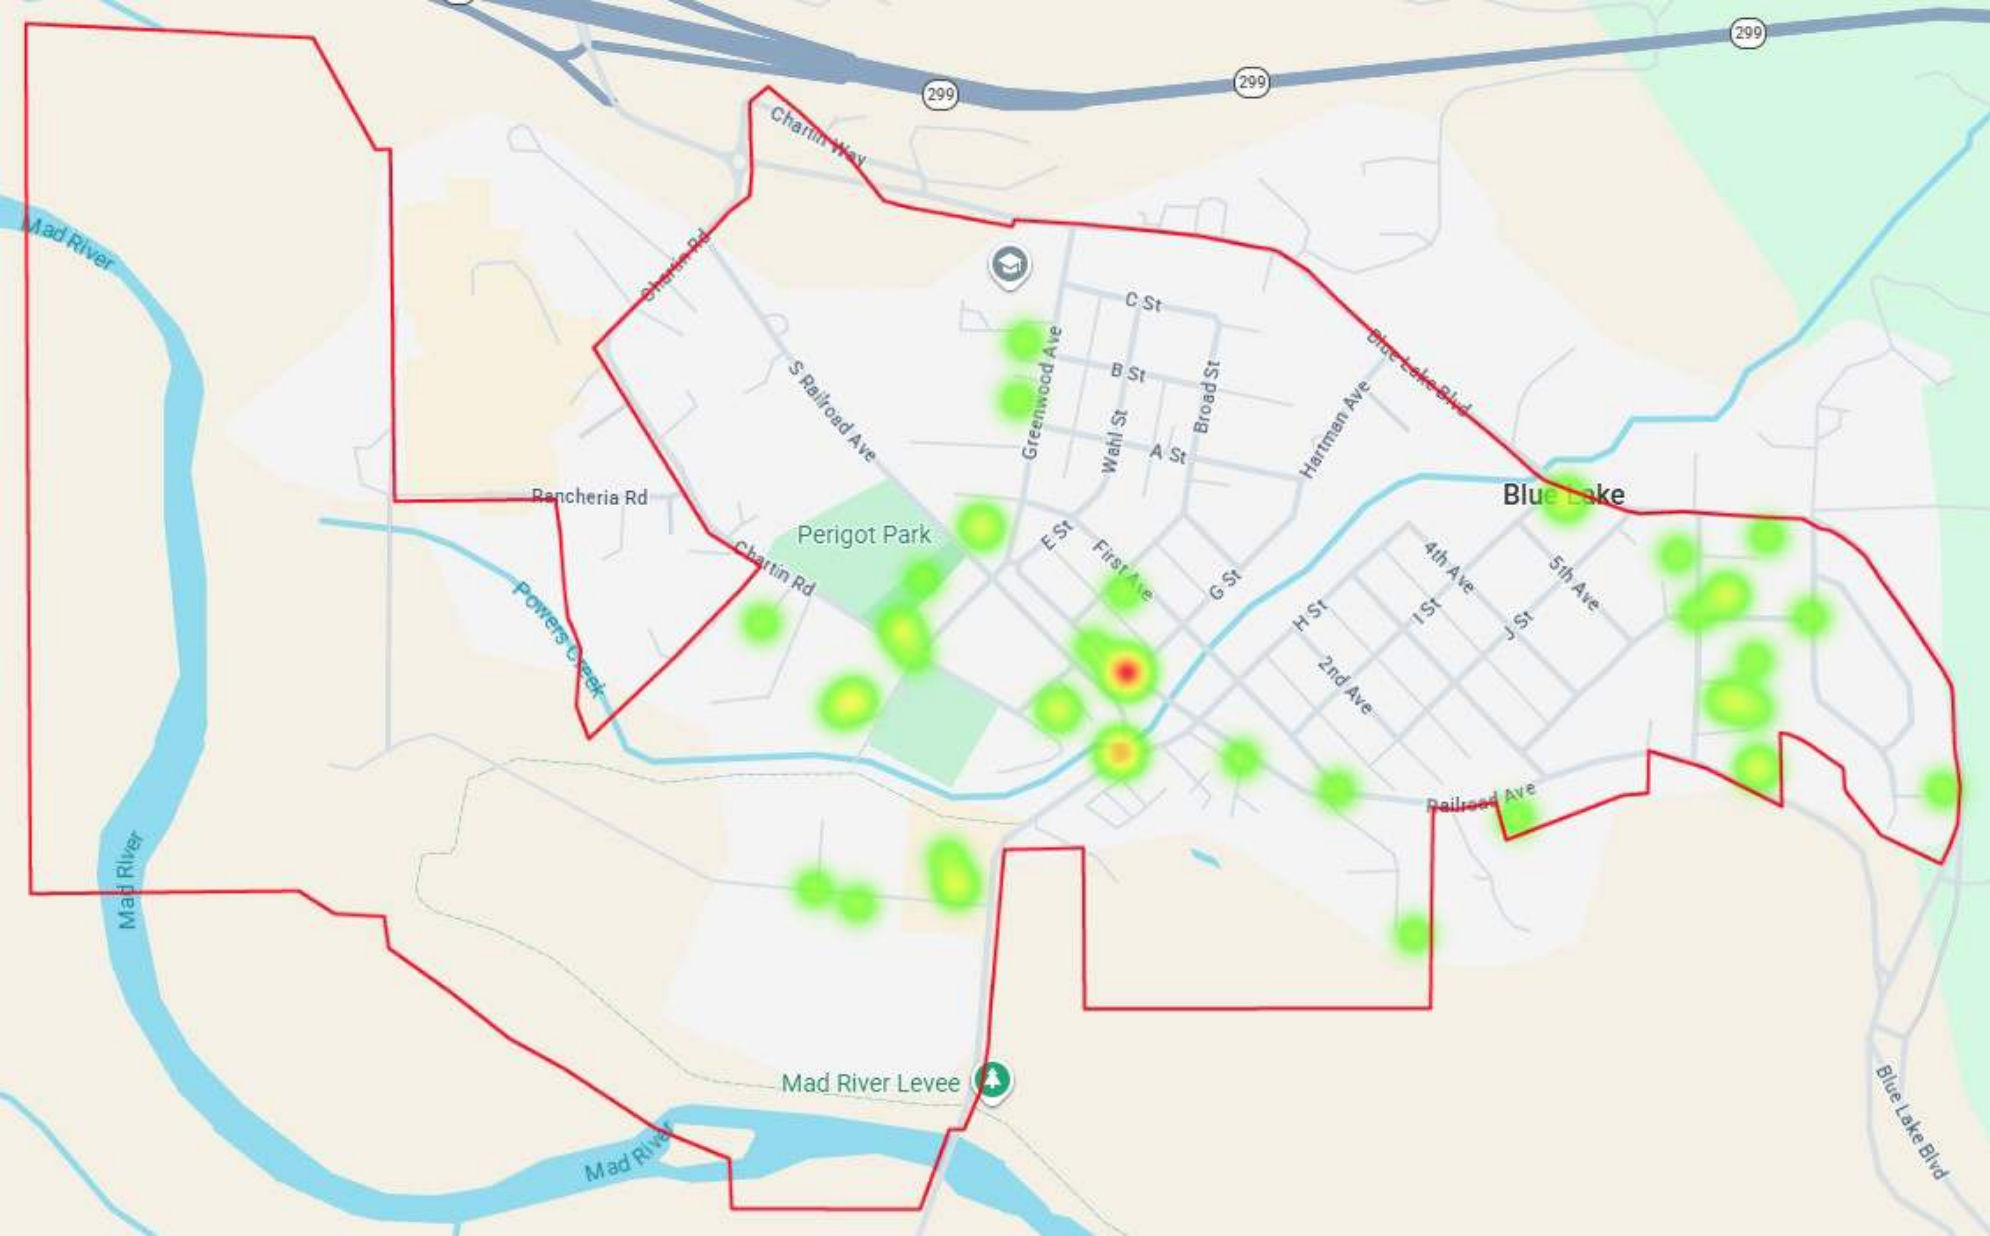 299
299
299
Chartin Way
Mad River
Chartin Rd
C St
Greenwood Ave
B St
Broad St
Blue Lake Blvd
S Railroad Ave
Wahl St
Hartman Ave
A St
Rancheria Rd
Blue Lake
Perigot Park
E St
First Ave
Chartin Rd
G St
4th Ave
5th Ave
Powers Creek
H St
I St
J St
2nd Ave
Railroad Ave
Mad River
Mad River Levee
Mad River
Blue Lake Blvd